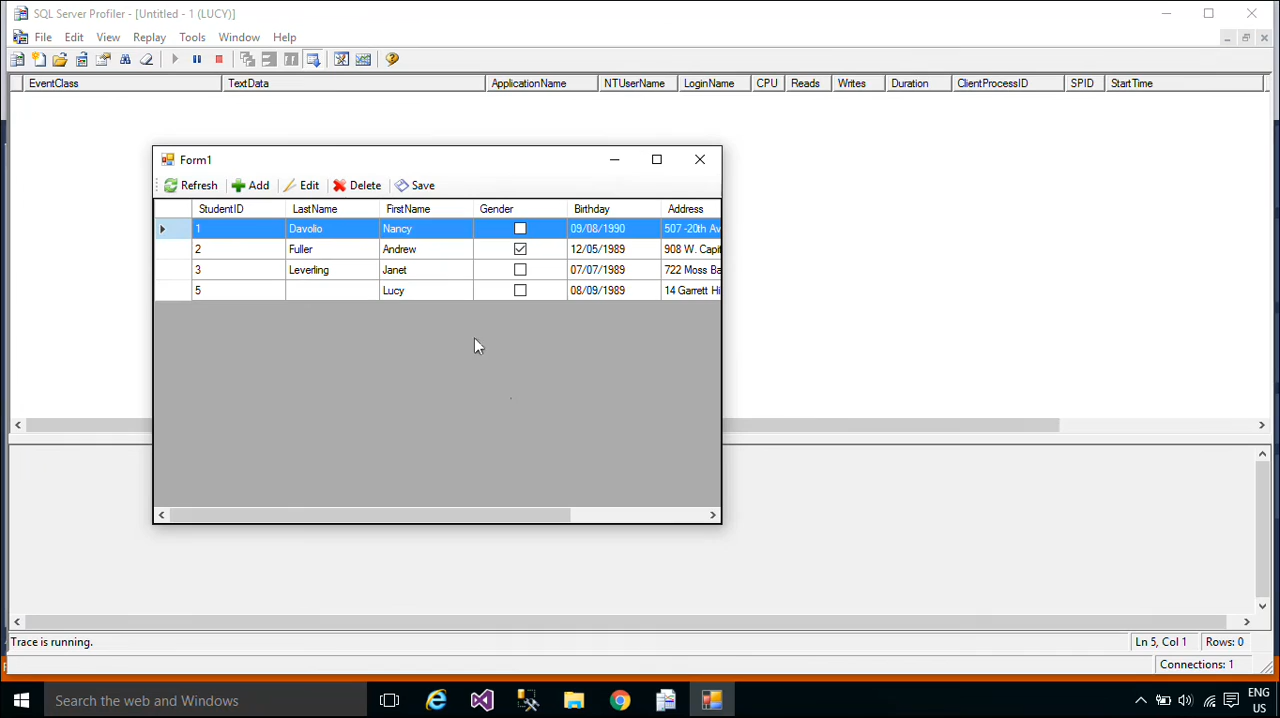 SQL Server Profiler - [Untitled - 1 (LUCY)]
File Edit View Replay Tools Window Help
EventClass TextData ApplicationName NTUserName LoginName CPU Reads Writes Duration ClientProcessID SPID StartTime
Form1
Refresh Add Edit Delete Save
StudentID LastName FirstName Gender Birthday Address
1 Davolio Nancy 09/08/1990 507 -20th Av
2 Fuller Andrew 12/05/1989 908 W. Capit
3 Leverling Janet 07/07/1989 722 Moss Ba
5 Lucy 08/09/1989 14 Garrett Hi
Trace is running. Ln 5, Col 1 Rows: 0
Connections: 1
Search the web and Windows
ENG
US